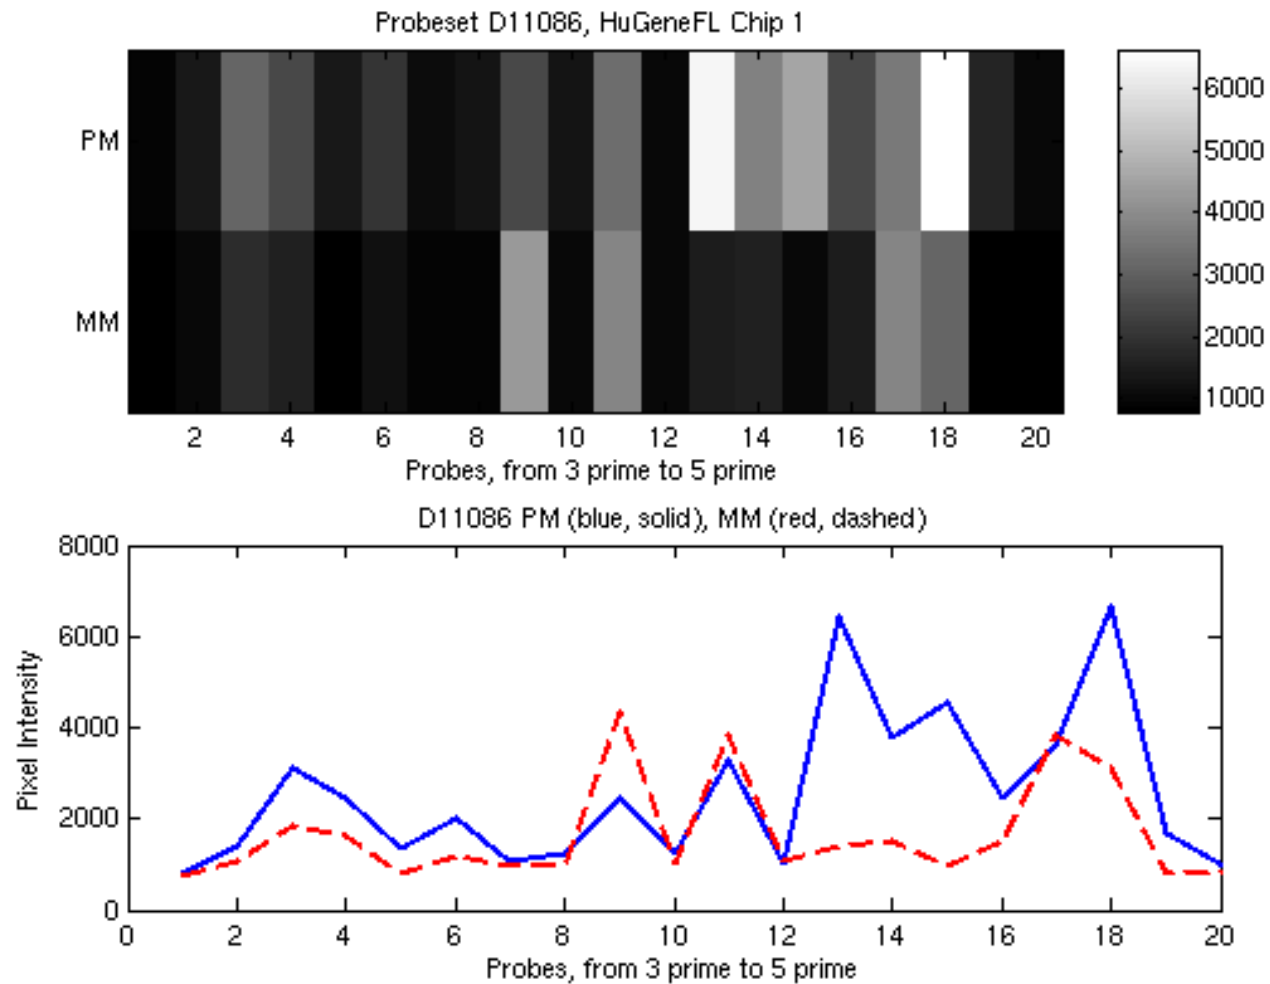 Probeset D11086, HuGeneFL Chip 1
PM
MM
6000
5000
4000
3000
2000
1000
2 4 6 8 10 12 14 16 18 20
Probes, from 3 prime to 5 prime
D11086 PM (blue, solid), MM (red, dashed)
8000
6000
4000
2000
0
Pixel Intensity
0 2 4 6 8 10 12 14 16 18 20
Probes, from 3 prime to 5 prime